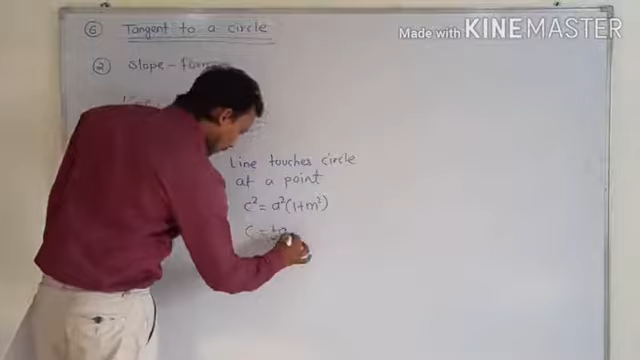 ⑥ Tangent to a circle
Made with KINEMASTER
② Slope - form
Line touches circle
at a point
c² = a²(1+m²)
c = ±a